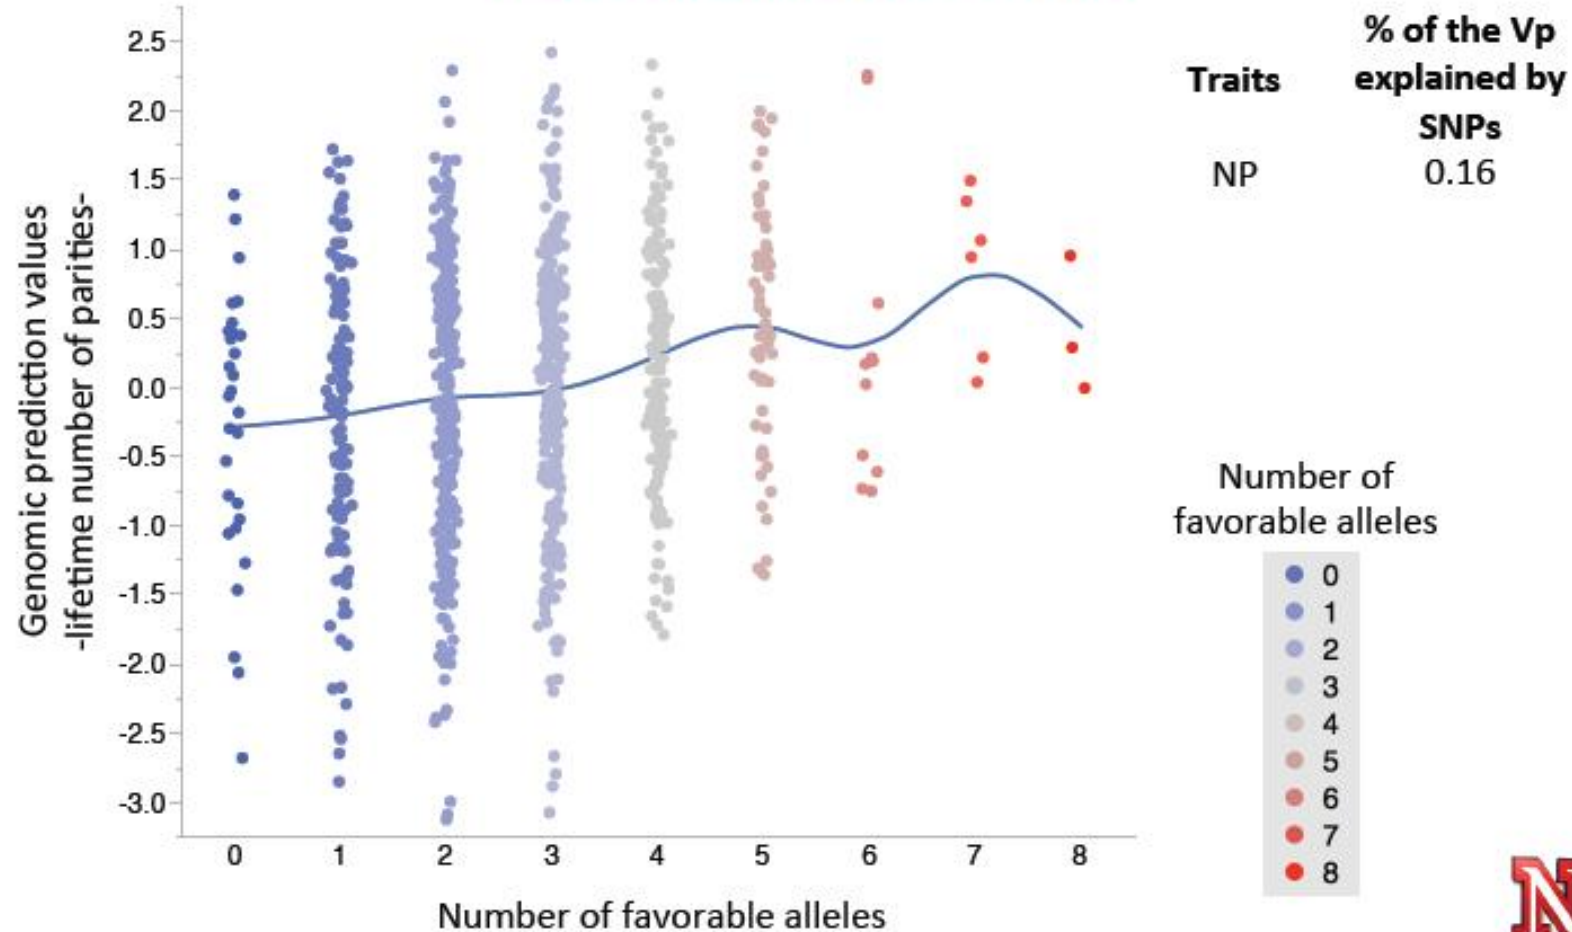 Genomic prediction values
-lifetime number of parities-
2.5
2.0
1.5
1.0
0.5
0.0
-0.5
-1.0
-1.5
-2.0
-2.5
-3.0
0 1 2 3 4 5 6 7 8
Number of favorable alleles
Traits
% of the Vp
explained by
SNPs
NP 0.16
Number of
favorable alleles
0
1
2
3
4
5
6
7
8
N